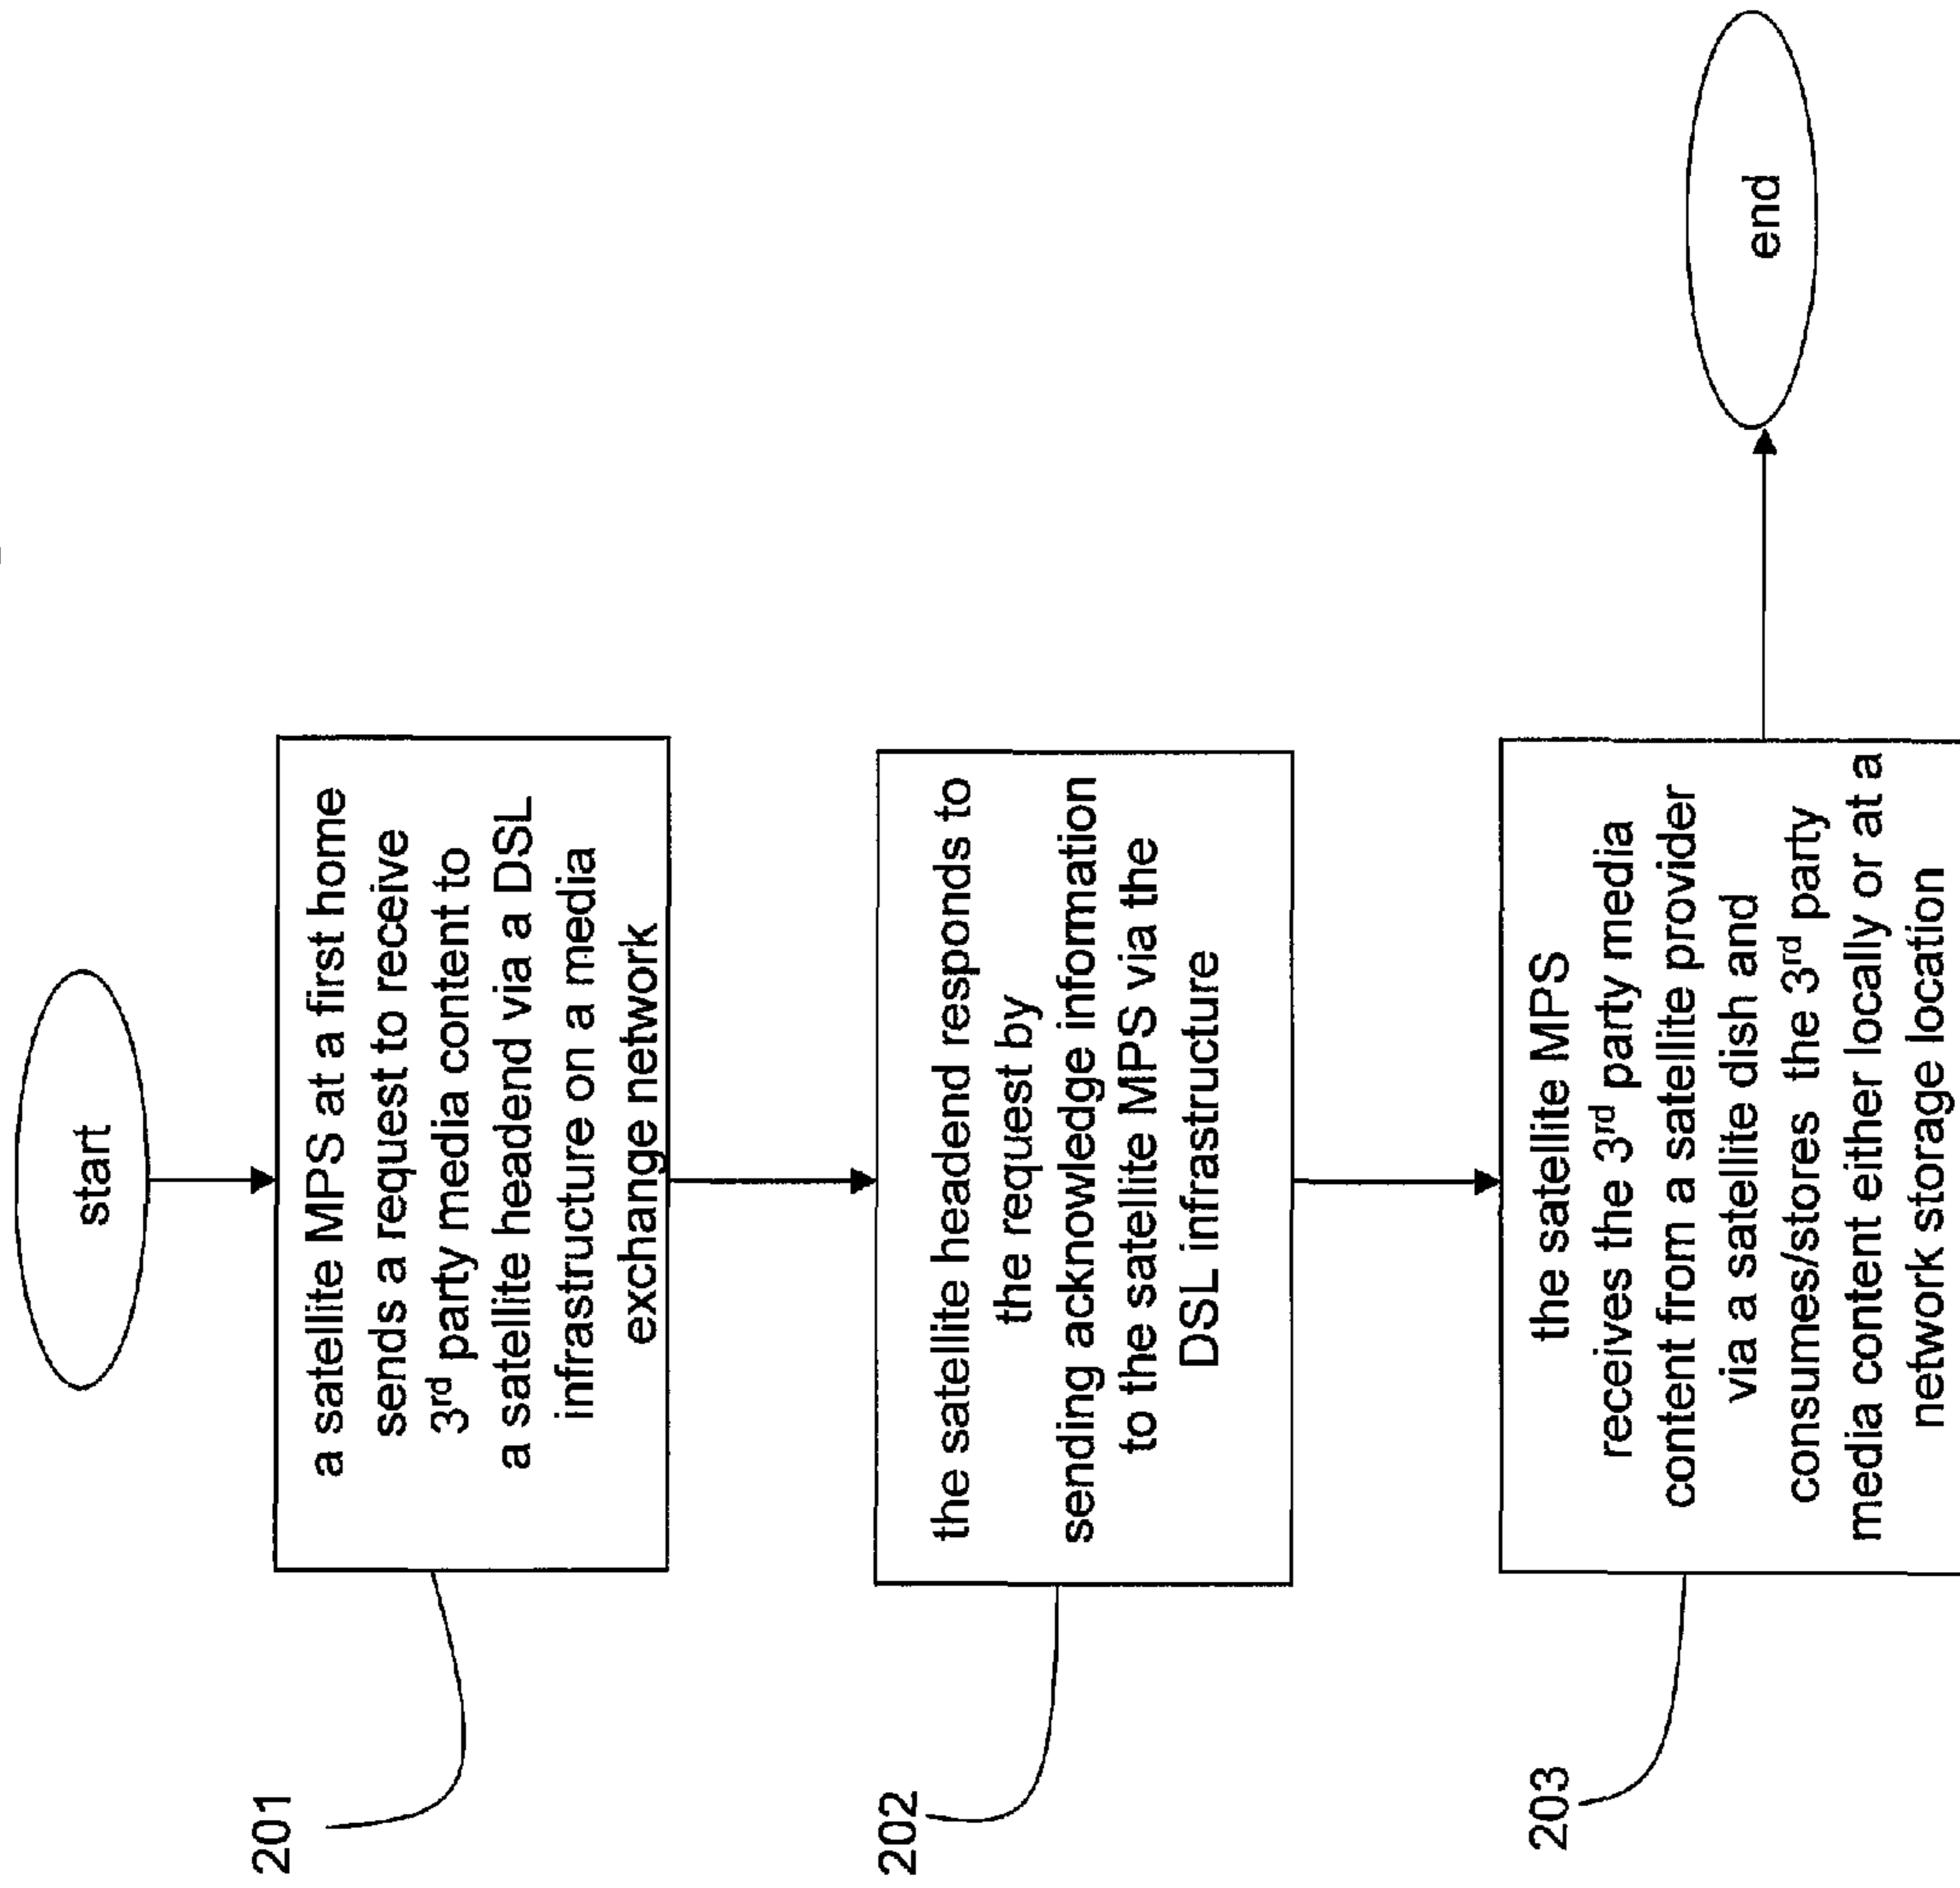 start
201
a satellite MPS at a first home
sends a request to receive
3rd party media content to
a satellite headend via a DSL
infrastructure on a media
exchange network
202
the satellite headend responds to
the request by
sending acknowledge information
to the satellite MPS via the
DSL infrastructure
203
the satellite MPS
receives the 3rd party media
content from a satellite provider
via a satellite dish and
consumes/stores the 3rd party
media content either locally or at a
network storage location
end